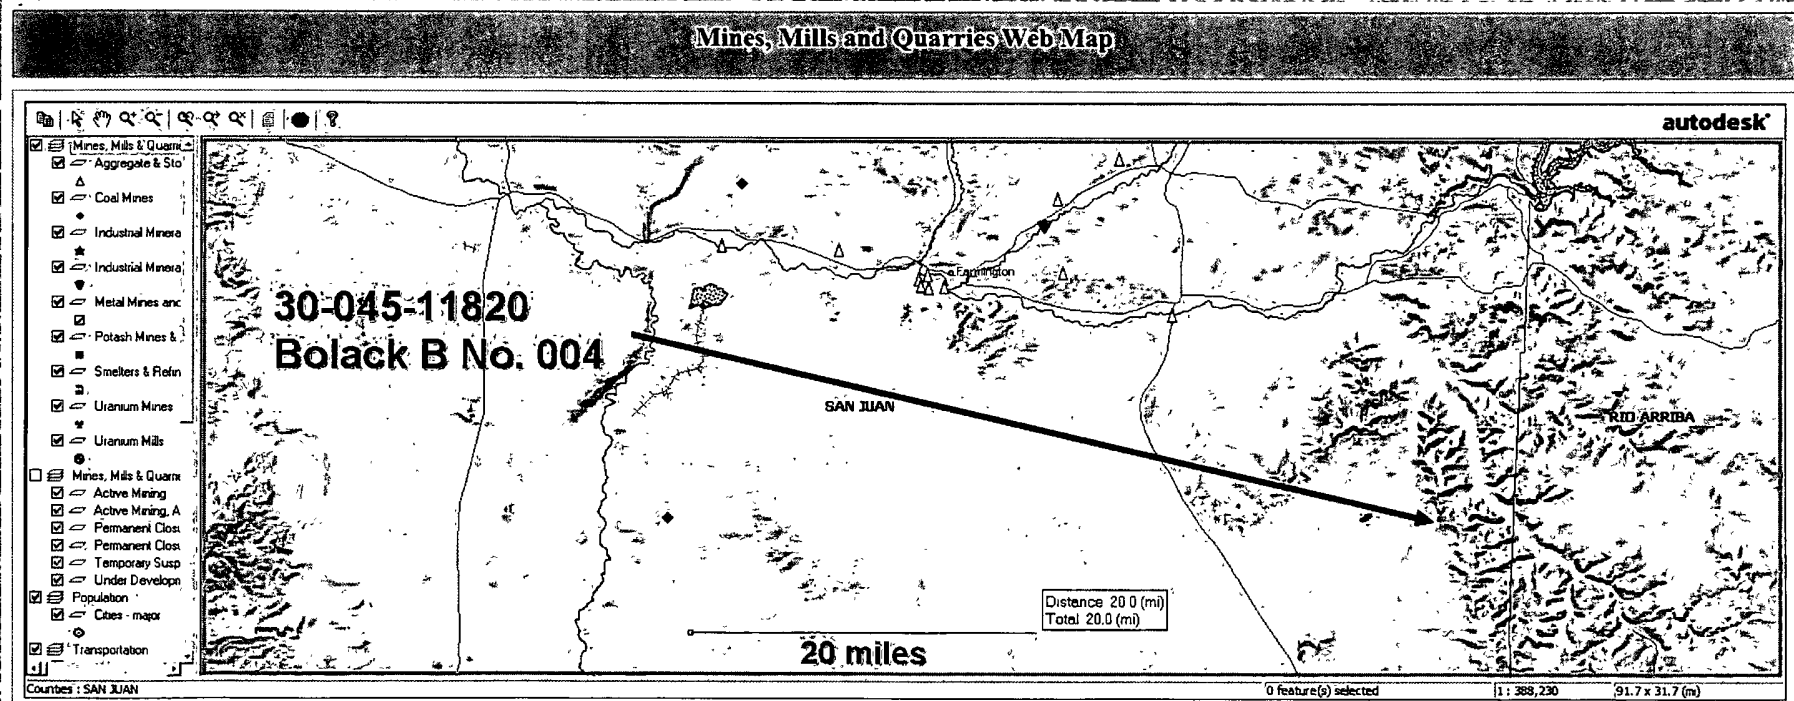 Mines, Mills and Quarries Web Map
autodesk
Mines, Mills & Quarri
Aggregate & Sto
Coal Mines
Industrial Minera
Industrial Minera
Metal Mines and
Potash Mines &
Smelters & Refin
Uranium Mines
Uranium Mills
Mines, Mills & Quarri
Active Mining
Active Mining, A
Permanent Clos
Permanent Clos
Temporary Susp
Under Developm
Population
Cities - major
Transportation
Farmington
30-045-11820
Bolack B No. 004
SAN JUAN
RIO ARRIBA
Distance 20.0 (mi)
Total 20.0 (mi)
20 miles
Counties : SAN JUAN
0 feature(s) selected
1 : 388,230
91.7 x 31.7 (mi)